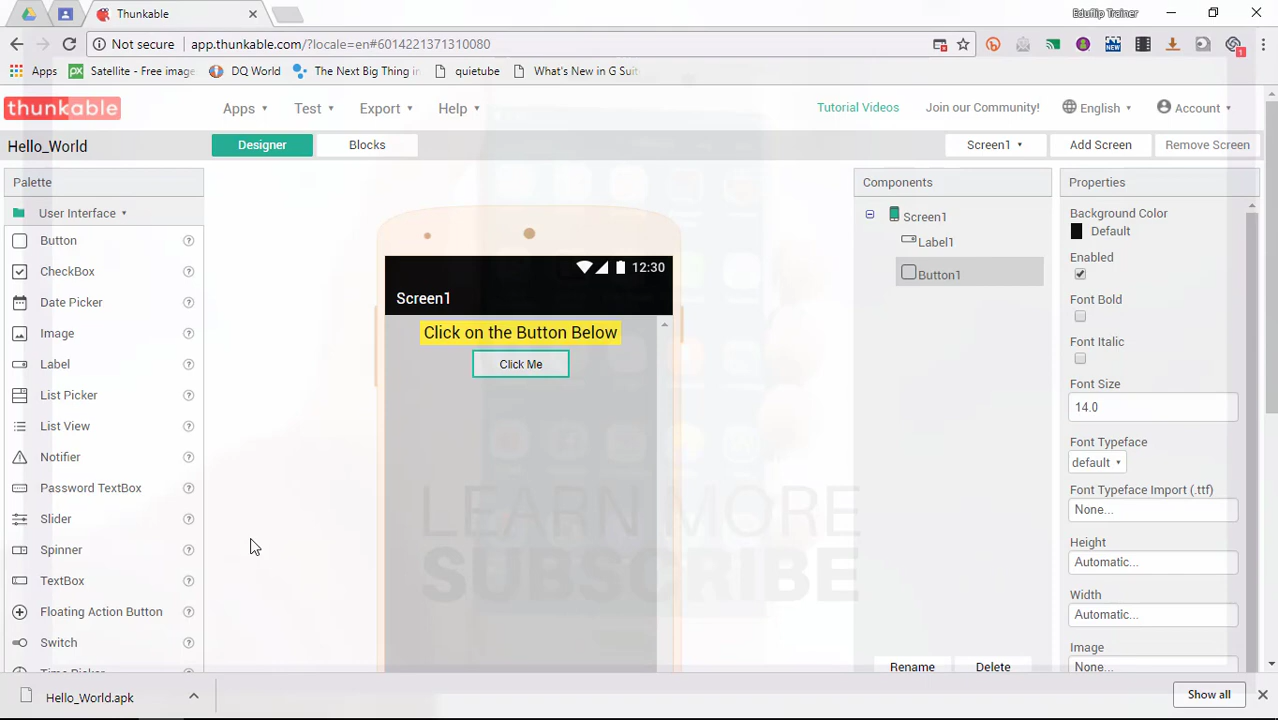 Thunkable
Eduflip Trainer
Not secure
app.thunkable.com/?locale=en#6014221371310080
NEW
1
Apps
Satellite - Free image
DQ World
The Next Big Thing in
quietube
What's New in G Suit
thunkable
Apps
Test
Export
Help
Tutorial Videos
Join our Community!
English
Account
Hello_World
Designer
Blocks
Screen1
Add Screen
Remove Screen
Palette
User Interface
Button
CheckBox
Date Picker
Image
Label
List Picker
List View
Notifier
Password TextBox
Slider
Spinner
TextBox
Floating Action Button
Switch
Time Picker
12:30
Screen1
Click on the Button Below
Click Me
LEARN MORE
SUBSCRIBE
Components
Screen1
Label1
Button1
Rename
Delete
Properties
Background Color
Default
Enabled
Font Bold
Font Italic
Font Size
14.0
Font Typeface
default
Font Typeface Import (.ttf)
None...
Height
Automatic...
Width
Automatic...
Image
None...
Hello_World.apk
Show all